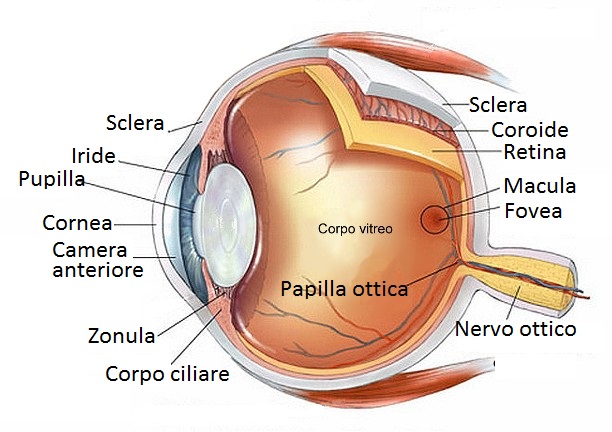 Sclera
Iride
Pupilla
Cornea
Camera
anteriore
Zonula
Corpo ciliare
Corpo vitreo
Papilla ottica
Sclera
Coroide
Retina
Macula
Fovea
Nervo ottico